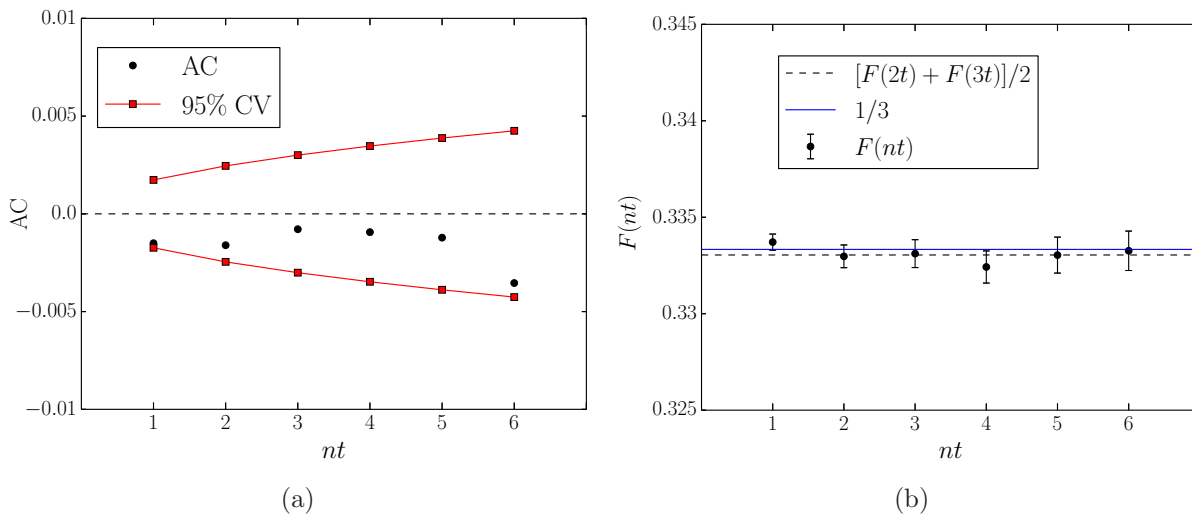 0.01
0.005
0.0
−0.005
−0.01
AC
AC
95% CV
1 2 3 4 5 6
nt
(a)
0.345
0.34
0.335
0.33
0.325
F(nt)
[F(2t) + F(3t)]/2
1/3
F(nt)
1 2 3 4 5 6
nt
(b)